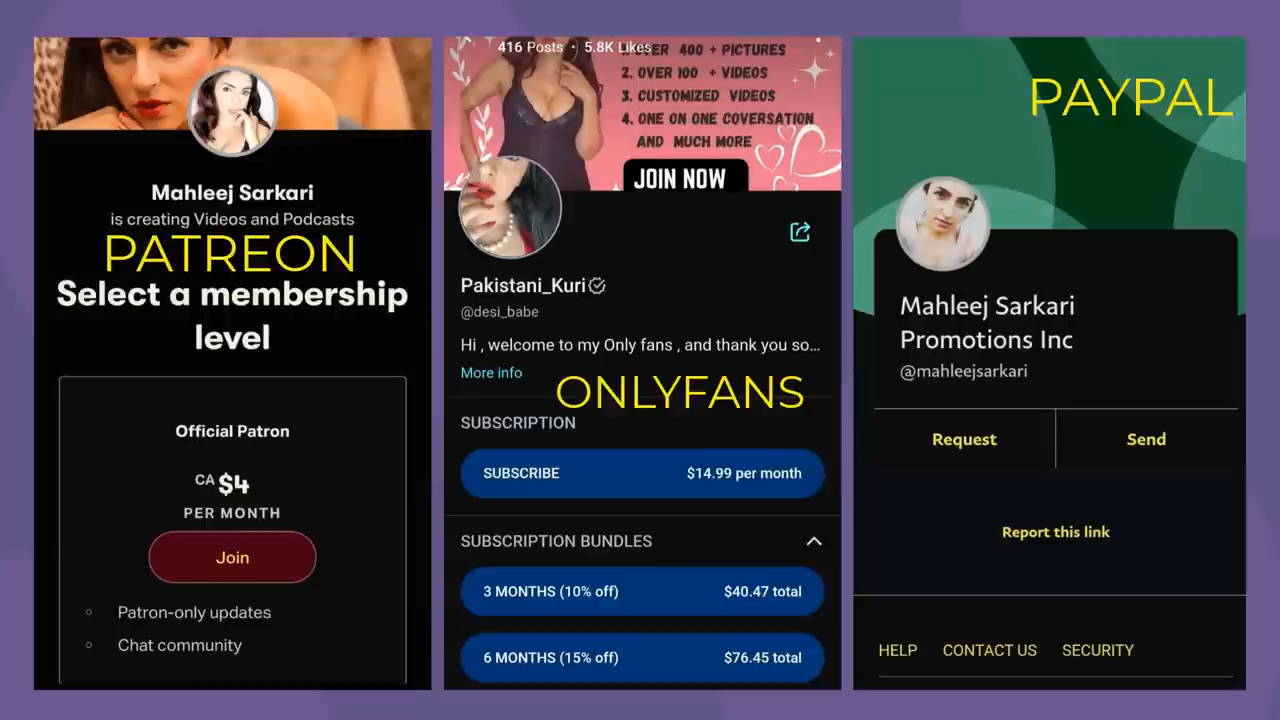 Mahleej Sarkari
is creating Videos and Podcasts
PATREON
Select a membership
level
Official Patron
CA $4
PER MONTH
Join
Patron-only updates
Chat community
416 Posts • 5.8K Likes
1. OVER 400 + PICTURES
2. OVER 100 + VIDEOS
3. CUSTOMIZED VIDEOS
4. ONE ON ONE COVERSATION
AND MUCH MORE
JOIN NOW
Pakistani_Kuri
@desi_babe
Hi , welcome to my Only fans , and thank you so...
More info
ONLYFANS
SUBSCRIPTION
SUBSCRIBE $14.99 per month
SUBSCRIPTION BUNDLES
3 MONTHS (10% off) $40.47 total
6 MONTHS (15% off) $76.45 total
PAYPAL
Mahleej Sarkari
Promotions Inc
@mahleejsarkari
Request Send
Report this link
HELP CONTACT US SECURITY